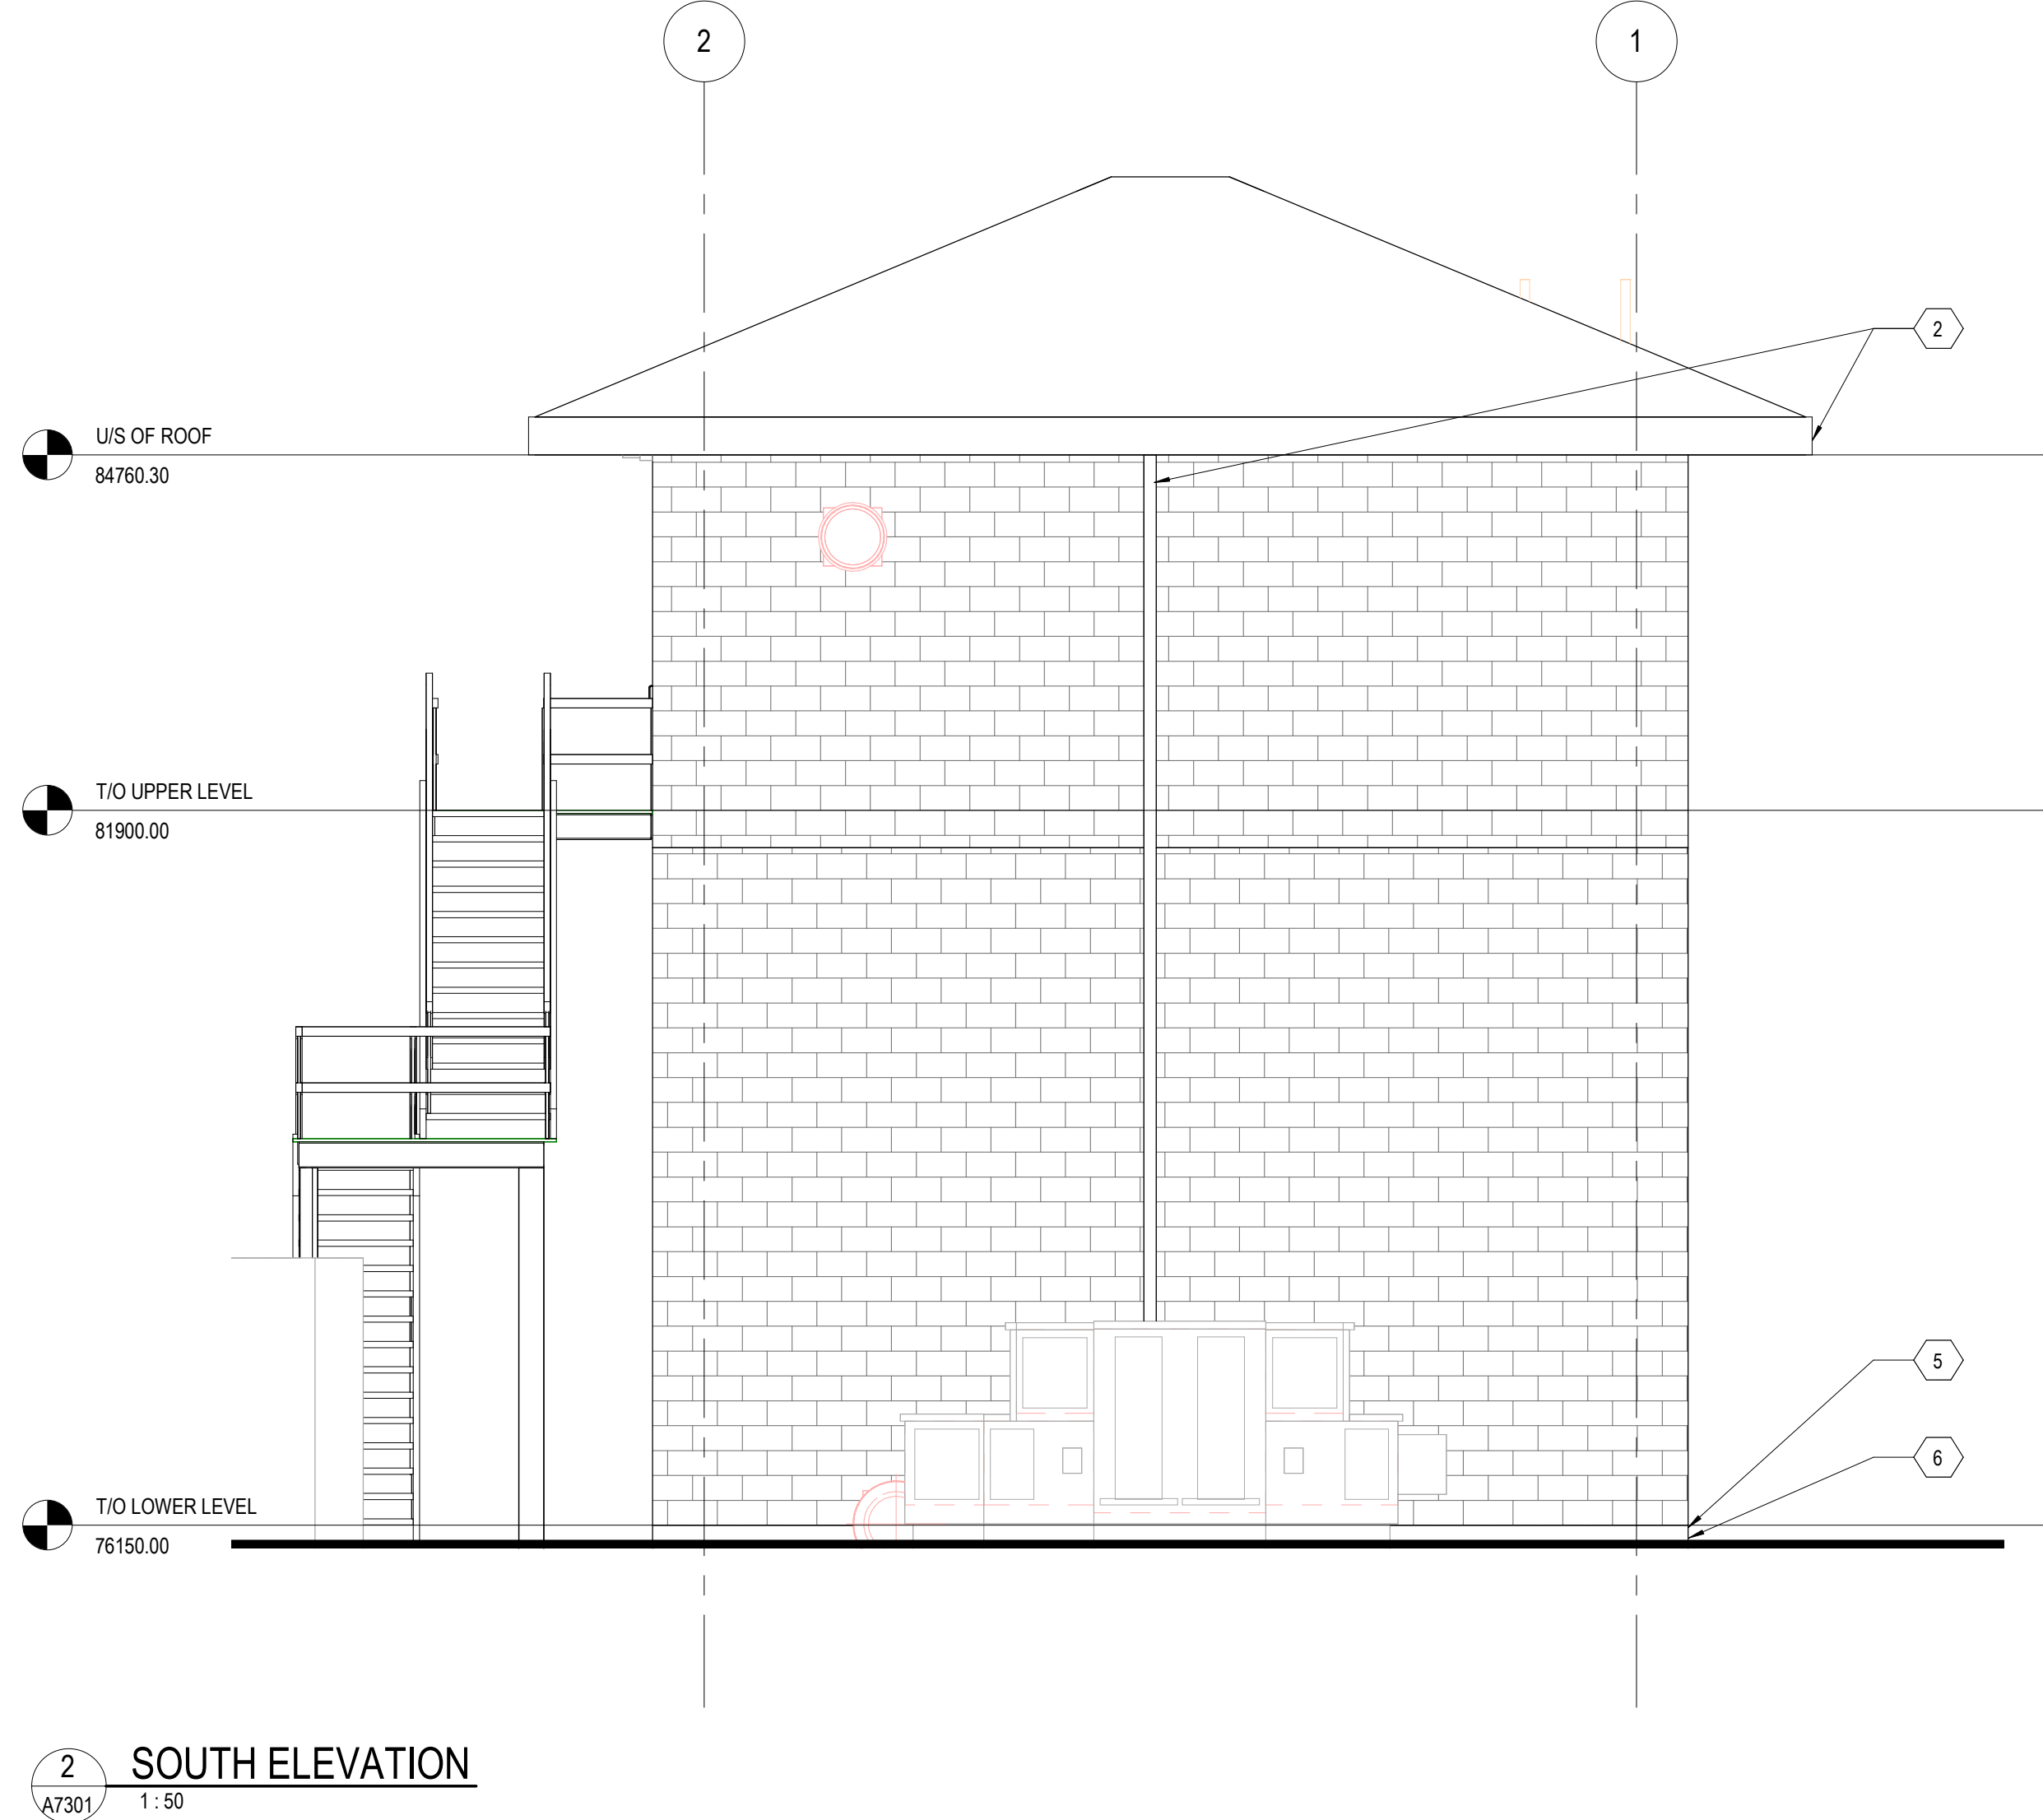 2
1
2
U/S OF ROOF
84760.30
T/O UPPER LEVEL
81900.00
5
6
T/O LOWER LEVEL
76150.00
2
SOUTH ELEVATION
A7301
1 : 50